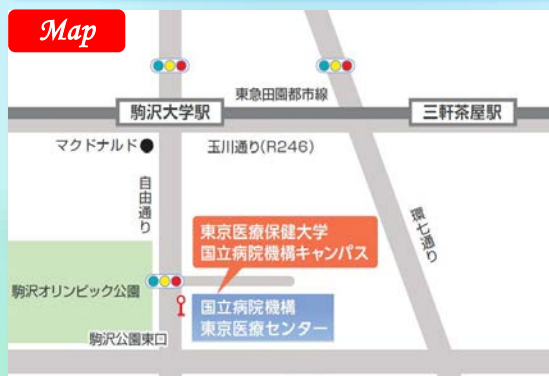 Map
東急田園都市線
駒沢大学駅
三軒茶屋駅
マクドナルド
玉川通り(R246)
自由通り
環七通り
東京医療保健大学
国立病院機構キャンパス
駒沢オリンピック公園
国立病院機構
東京医療センター
駒沢公園東口